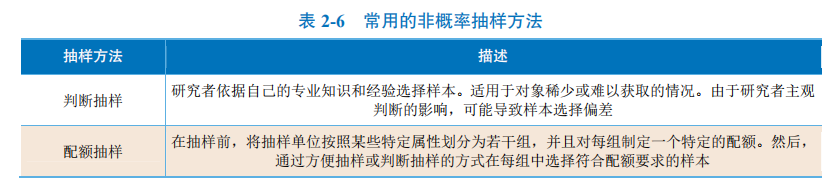 表 2-6 常用的非概率抽样方法
抽样方法 描述
判断抽样 研究者依据自己的专业知识和经验选择样本。适用于对象稀少或难以获取的情况。由于研究者主观
判断的影响，可能导致样本选择偏差
配额抽样 在抽样前，将抽样单位按照某些特定属性划分为若干组，并且对每组制定一个特定的配额。然后，
通过方便抽样或判断抽样的方式在每组中选择符合配额要求的样本